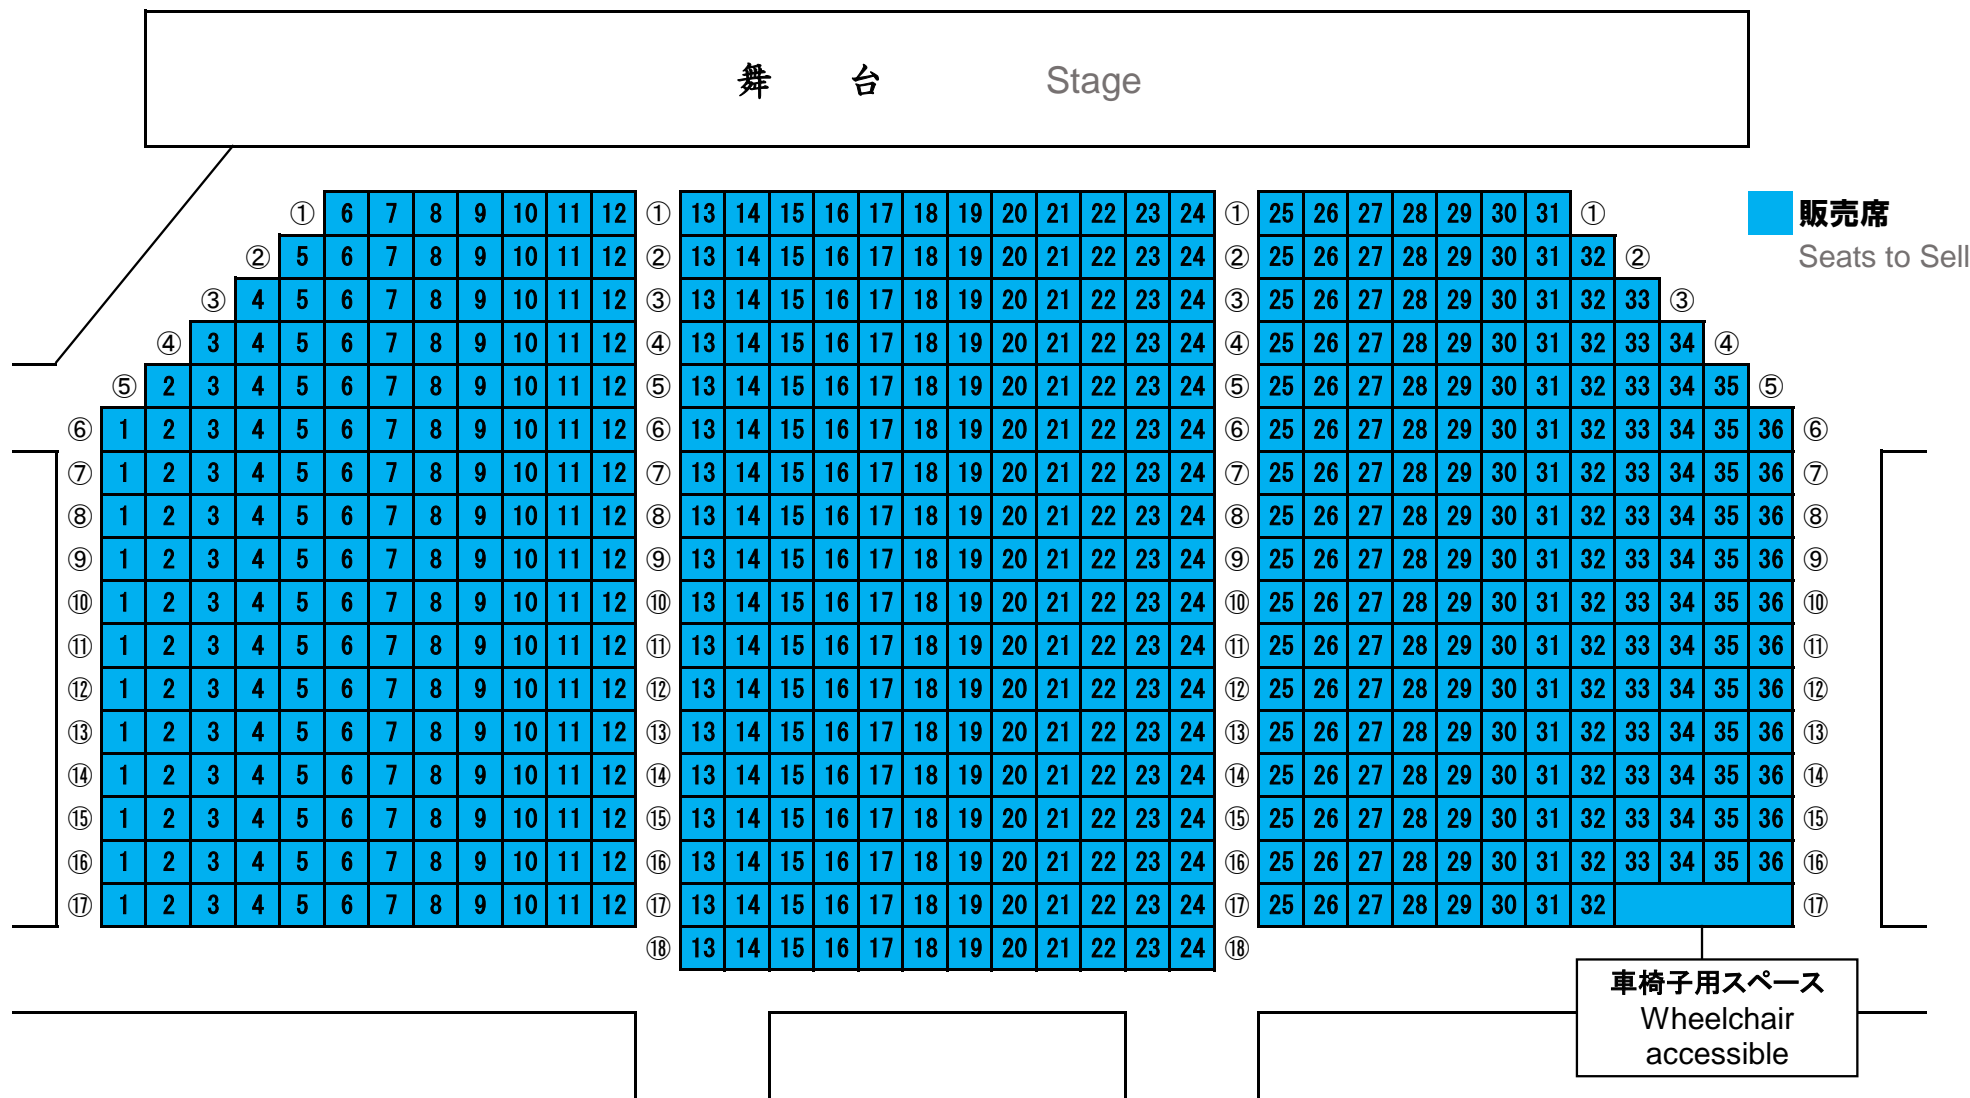 舞 台 Stage
① 6 7 8 9 10 11 12 ① 13 14 15 16 17 18 19 20 21 22 23 24 ① 25 26 27 28 29 30 31 ①
販売席
② 5 6 7 8 9 10 11 12 ② 13 14 15 16 17 18 19 20 21 22 23 24 ② 25 26 27 28 29 30 31 32 ②
Seats to Sell
③ 4 5 6 7 8 9 10 11 12 ③ 13 14 15 16 17 18 19 20 21 22 23 24 ③ 25 26 27 28 29 30 31 32 33 ③
④ 3 4 5 6 7 8 9 10 11 12 ④ 13 14 15 16 17 18 19 20 21 22 23 24 ④ 25 26 27 28 29 30 31 32 33 34 ④
⑤ 2 3 4 5 6 7 8 9 10 11 12 ⑤ 13 14 15 16 17 18 19 20 21 22 23 24 ⑤ 25 26 27 28 29 30 31 32 33 34 35 ⑤
⑥ 1 2 3 4 5 6 7 8 9 10 11 12 ⑥ 13 14 15 16 17 18 19 20 21 22 23 24 ⑥ 25 26 27 28 29 30 31 32 33 34 35 36 ⑥
⑦ 1 2 3 4 5 6 7 8 9 10 11 12 ⑦ 13 14 15 16 17 18 19 20 21 22 23 24 ⑦ 25 26 27 28 29 30 31 32 33 34 35 36 ⑦
⑧ 1 2 3 4 5 6 7 8 9 10 11 12 ⑧ 13 14 15 16 17 18 19 20 21 22 23 24 ⑧ 25 26 27 28 29 30 31 32 33 34 35 36 ⑧
⑨ 1 2 3 4 5 6 7 8 9 10 11 12 ⑨ 13 14 15 16 17 18 19 20 21 22 23 24 ⑨ 25 26 27 28 29 30 31 32 33 34 35 36 ⑨
⑩ 1 2 3 4 5 6 7 8 9 10 11 12 ⑩ 13 14 15 16 17 18 19 20 21 22 23 24 ⑩ 25 26 27 28 29 30 31 32 33 34 35 36 ⑩
⑪ 1 2 3 4 5 6 7 8 9 10 11 12 ⑪ 13 14 15 16 17 18 19 20 21 22 23 24 ⑪ 25 26 27 28 29 30 31 32 33 34 35 36 ⑪
⑫ 1 2 3 4 5 6 7 8 9 10 11 12 ⑫ 13 14 15 16 17 18 19 20 21 22 23 24 ⑫ 25 26 27 28 29 30 31 32 33 34 35 36 ⑫
⑬ 1 2 3 4 5 6 7 8 9 10 11 12 ⑬ 13 14 15 16 17 18 19 20 21 22 23 24 ⑬ 25 26 27 28 29 30 31 32 33 34 35 36 ⑬
⑭ 1 2 3 4 5 6 7 8 9 10 11 12 ⑭ 13 14 15 16 17 18 19 20 21 22 23 24 ⑭ 25 26 27 28 29 30 31 32 33 34 35 36 ⑭
⑮ 1 2 3 4 5 6 7 8 9 10 11 12 ⑮ 13 14 15 16 17 18 19 20 21 22 23 24 ⑮ 25 26 27 28 29 30 31 32 33 34 35 36 ⑮
⑯ 1 2 3 4 5 6 7 8 9 10 11 12 ⑯ 13 14 15 16 17 18 19 20 21 22 23 24 ⑯ 25 26 27 28 29 30 31 32 33 34 35 36 ⑯
⑰ 1 2 3 4 5 6 7 8 9 10 11 12 ⑰ 13 14 15 16 17 18 19 20 21 22 23 24 ⑰ 25 26 27 28 29 30 31 32 ⑰
⑱ 13 14 15 16 17 18 19 20 21 22 23 24 ⑱
車椅子用スペース
Wheelchair
accessible